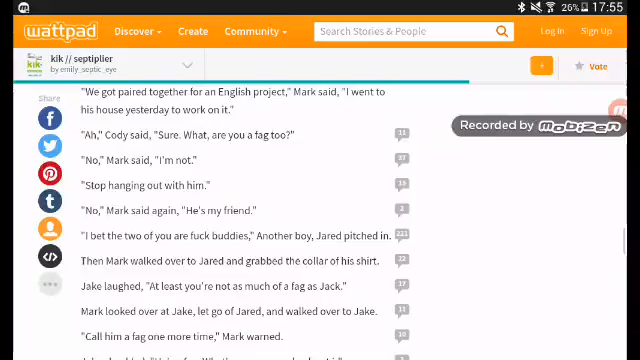 26% 17:55
wattpad Discover Create Community Search Stories & People Log in Sign Up
kik // septiplier
by emily_septic_eye
Vote
Share
"We got paired together for an English project," Mark said, "I went to
his house yesterday to work on it."
Recorded by mobizen
"Ah," Cody said, "Sure. What, are you a fag too?" 11
"No," Mark said, "I'm not." 37
"Stop hanging out with him." 13
"No," Mark said again, "He's my friend." 2
"I bet the two of you are fuck buddies," Another boy, Jared pitched in. 221
Then Mark walked over to Jared and grabbed the collar of his shirt. 22
Jake laughed, "At least you're not as much of a fag as Jack." 17
Mark looked over at Jake, let go of Jared, and walked over to Jake. 11
"Call him a fag one more time," Mark warned. 10